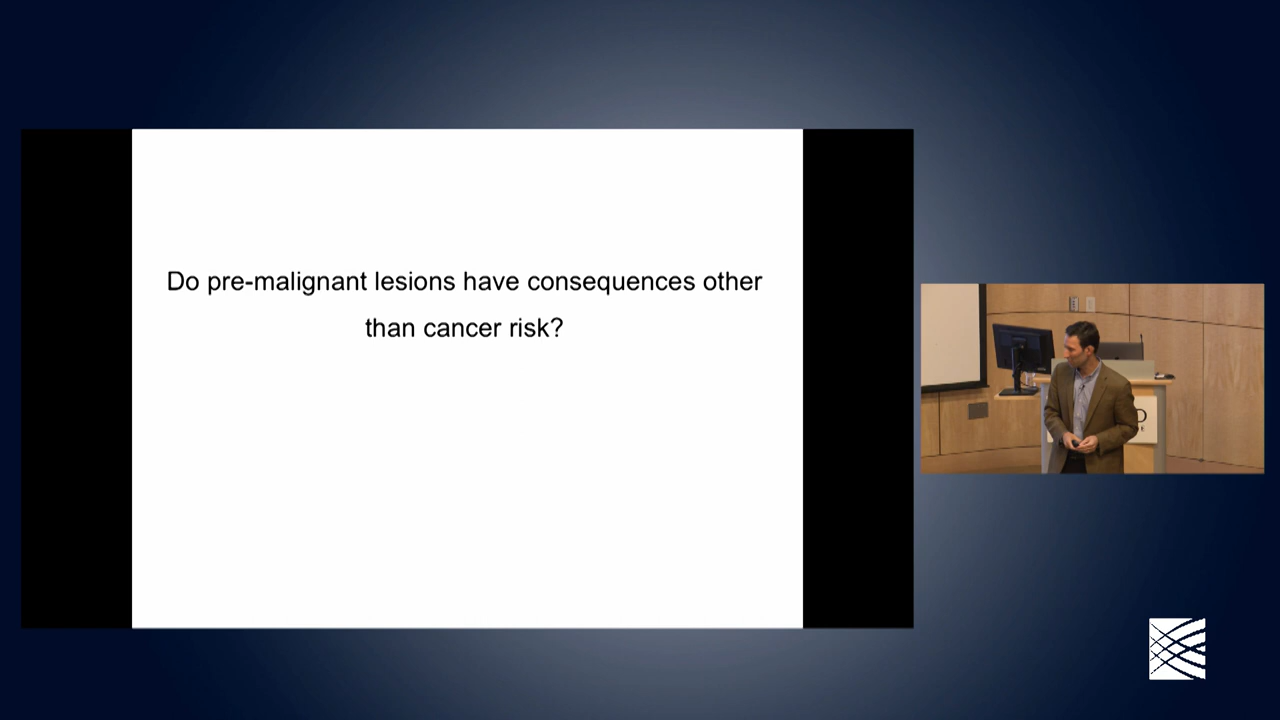 Do pre-malignant lesions have consequences other
than cancer risk?